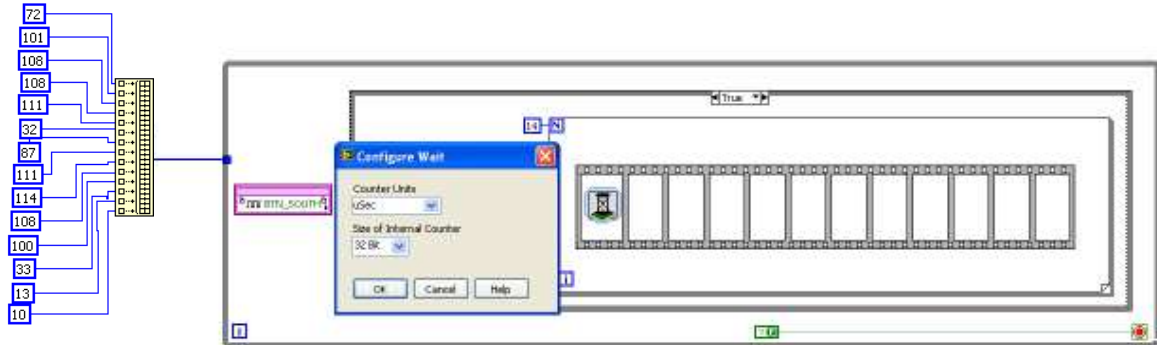 72
101
108
108
111
32
87
111
114
108
100
33
13
10
True
14
N
Configure Wait
Counter Units
uSec
Size of Internal Counter
32 Bit
OK
Cancel
Help
BTN_SOUTH
i
i
F